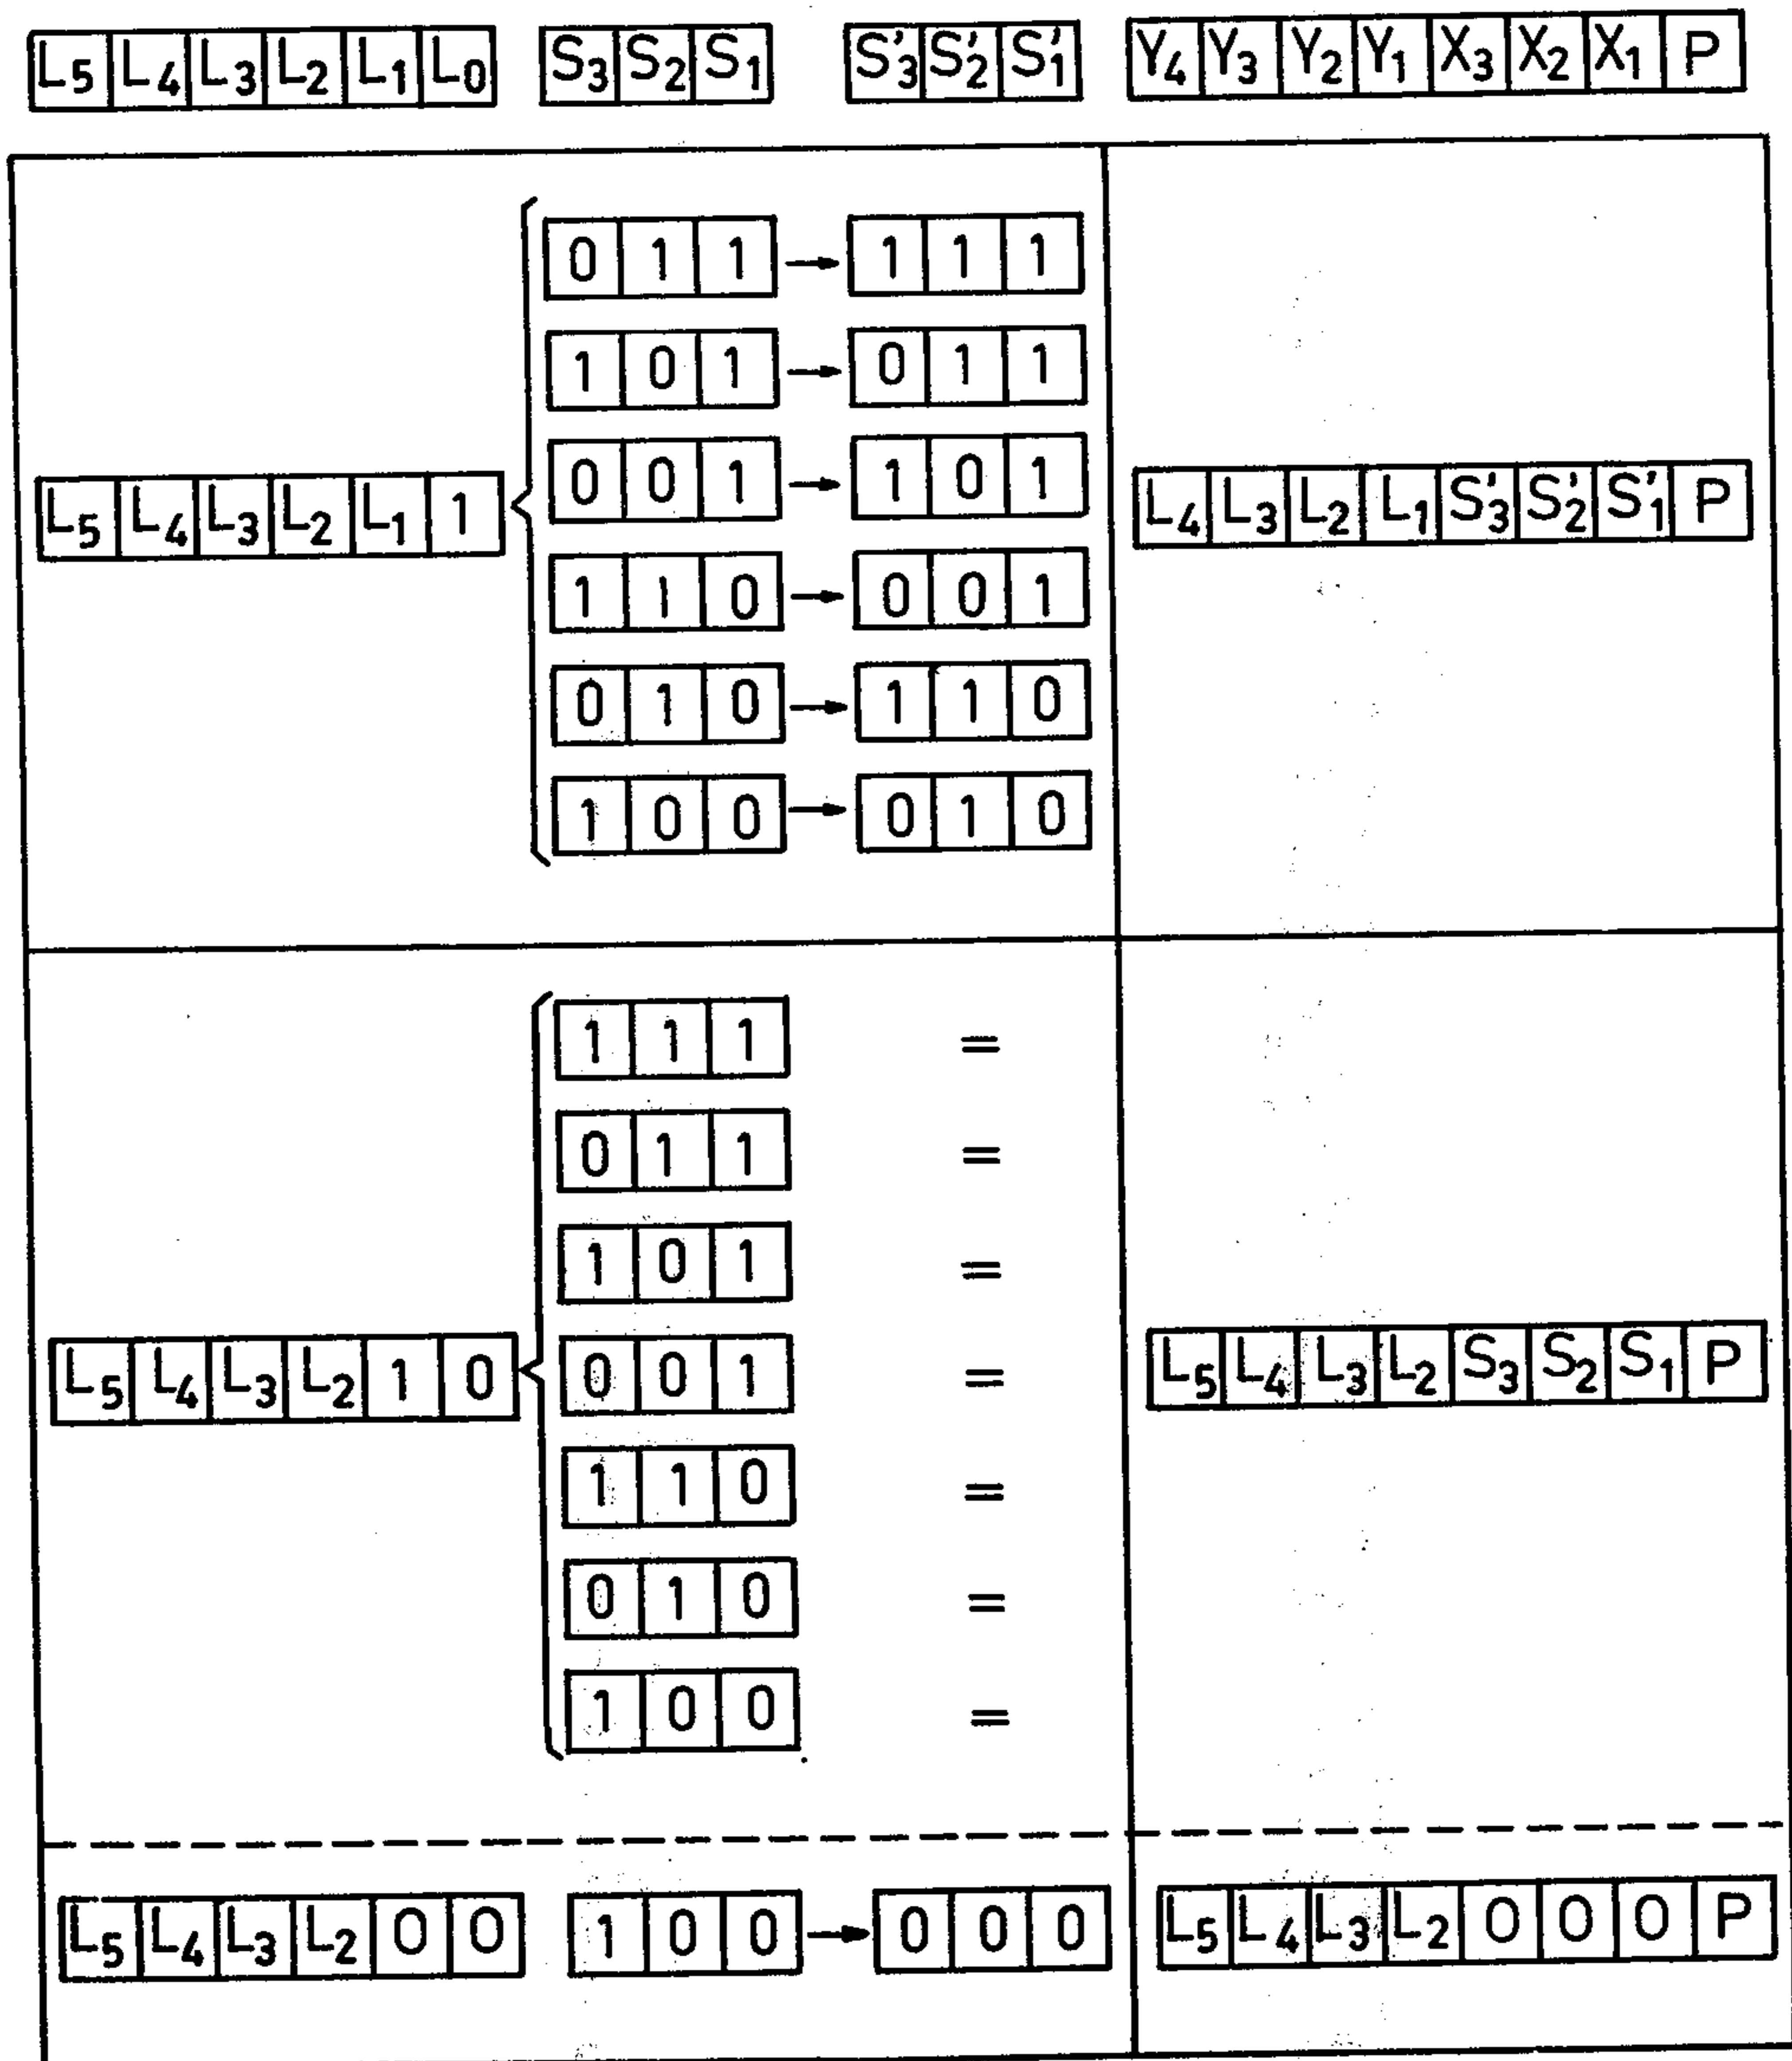 L5 L4 L3 L2 L1 L0 S3 S2 S1 S'3 S'2 S'1 Y4 Y3 Y2 Y1 X3 X2 X1 P
0 1 1 → 1 1 1
1 0 1 → 0 1 1
0 0 1 → 1 0 1
L5 L4 L3 L2 L1 1 L4 L3 L2 L1 S'3 S'2 S'1 P
1 1 0 → 0 0 1
0 1 0 → 1 1 0
1 0 0 → 0 1 0
1 1 1 =
0 1 1 =
1 0 1 =
L5 L4 L3 L2 1 0 0 0 1 = L5 L4 L3 L2 S3 S2 S1 P
1 1 0 =
0 1 0 =
1 0 0 =
L5 L4 L3 L2 0 0 1 0 0 → 0 0 0 L5 L4 L3 L2 0 0 0 P